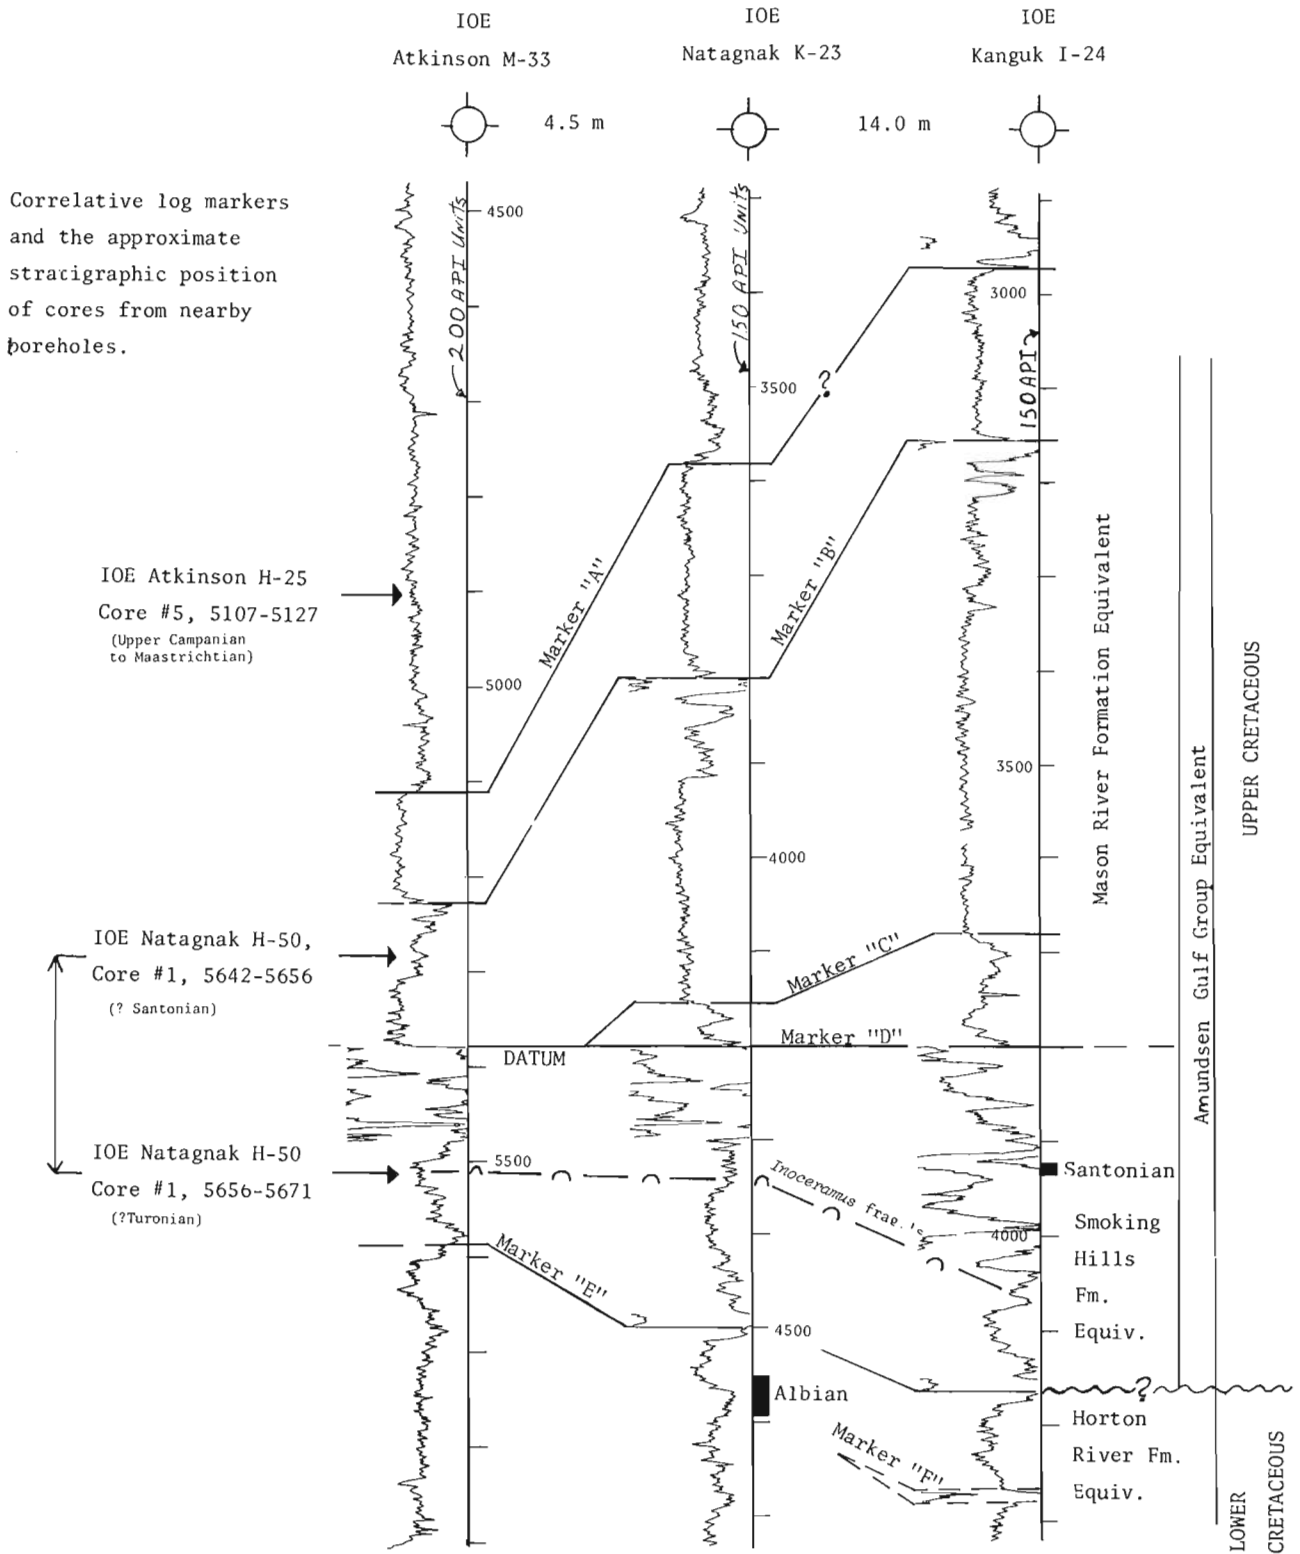 IOE
Atkinson M-33
IOE
Natagnak K-23
IOE
Kanguk I-24
4.5 m
14.0 m
Correlative log markers
and the approximate
stratigraphic position
of cores from nearby
boreholes.
200 API Units
150 API Units
150 API
4500
5000
5500
3500
4000
4500
3000
3500
4000
?
Marker "A"
Marker "B"
Marker "C"
Marker "D"
DATUM
Inoceramus frag.'s
Marker "E"
Marker "F"
IOE Atkinson H-25
Core #5, 5107-5127
(Upper Campanian
to Maastrichtian)
IOE Natagnak H-50,
Core #1, 5642-5656
(? Santonian)
IOE Natagnak H-50
Core #1, 5656-5671
(?Turonian)
Albian
Santonian
Smoking
Hills
Fm.
Equiv.
?
Horton
River Fm.
Equiv.
Mason River Formation Equivalent
Amundsen Gulf Group Equivalent
UPPER CRETACEOUS
LOWER
CRETACEOUS